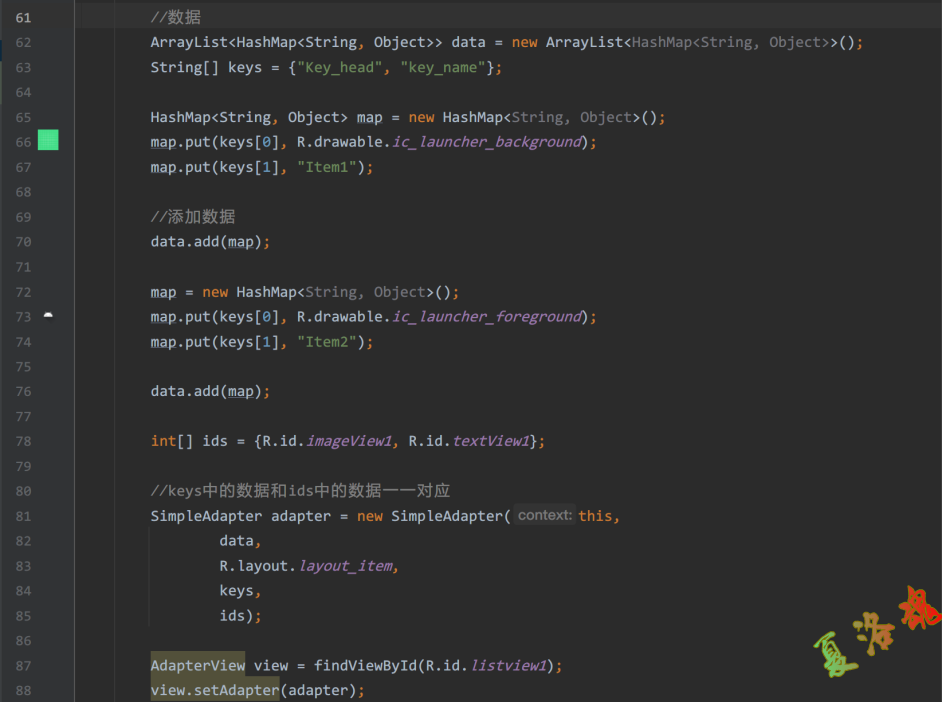 61 //数据
62 ArrayList<HashMap<String, Object>> data = new ArrayList<HashMap<String, Object>>();
63 String[] keys = {"Key_head", "key_name"};
64
65 HashMap<String, Object> map = new HashMap<String, Object>();
66 map.put(keys[0], R.drawable.ic_launcher_background);
67 map.put(keys[1], "Item1");
68
69 //添加数据
70 data.add(map);
71
72 map = new HashMap<String, Object>();
73 map.put(keys[0], R.drawable.ic_launcher_foreground);
74 map.put(keys[1], "Item2");
75
76 data.add(map);
77
78 int[] ids = {R.id.imageView1, R.id.textView1};
79
80 //keys中的数据和ids中的数据一一对应
81 SimpleAdapter adapter = new SimpleAdapter( context: this,
82 data,
83 R.layout.layout_item,
84 keys,
85 ids);
86
87 AdapterView view = findViewById(R.id.listview1);
88 view.setAdapter(adapter);
夏洛